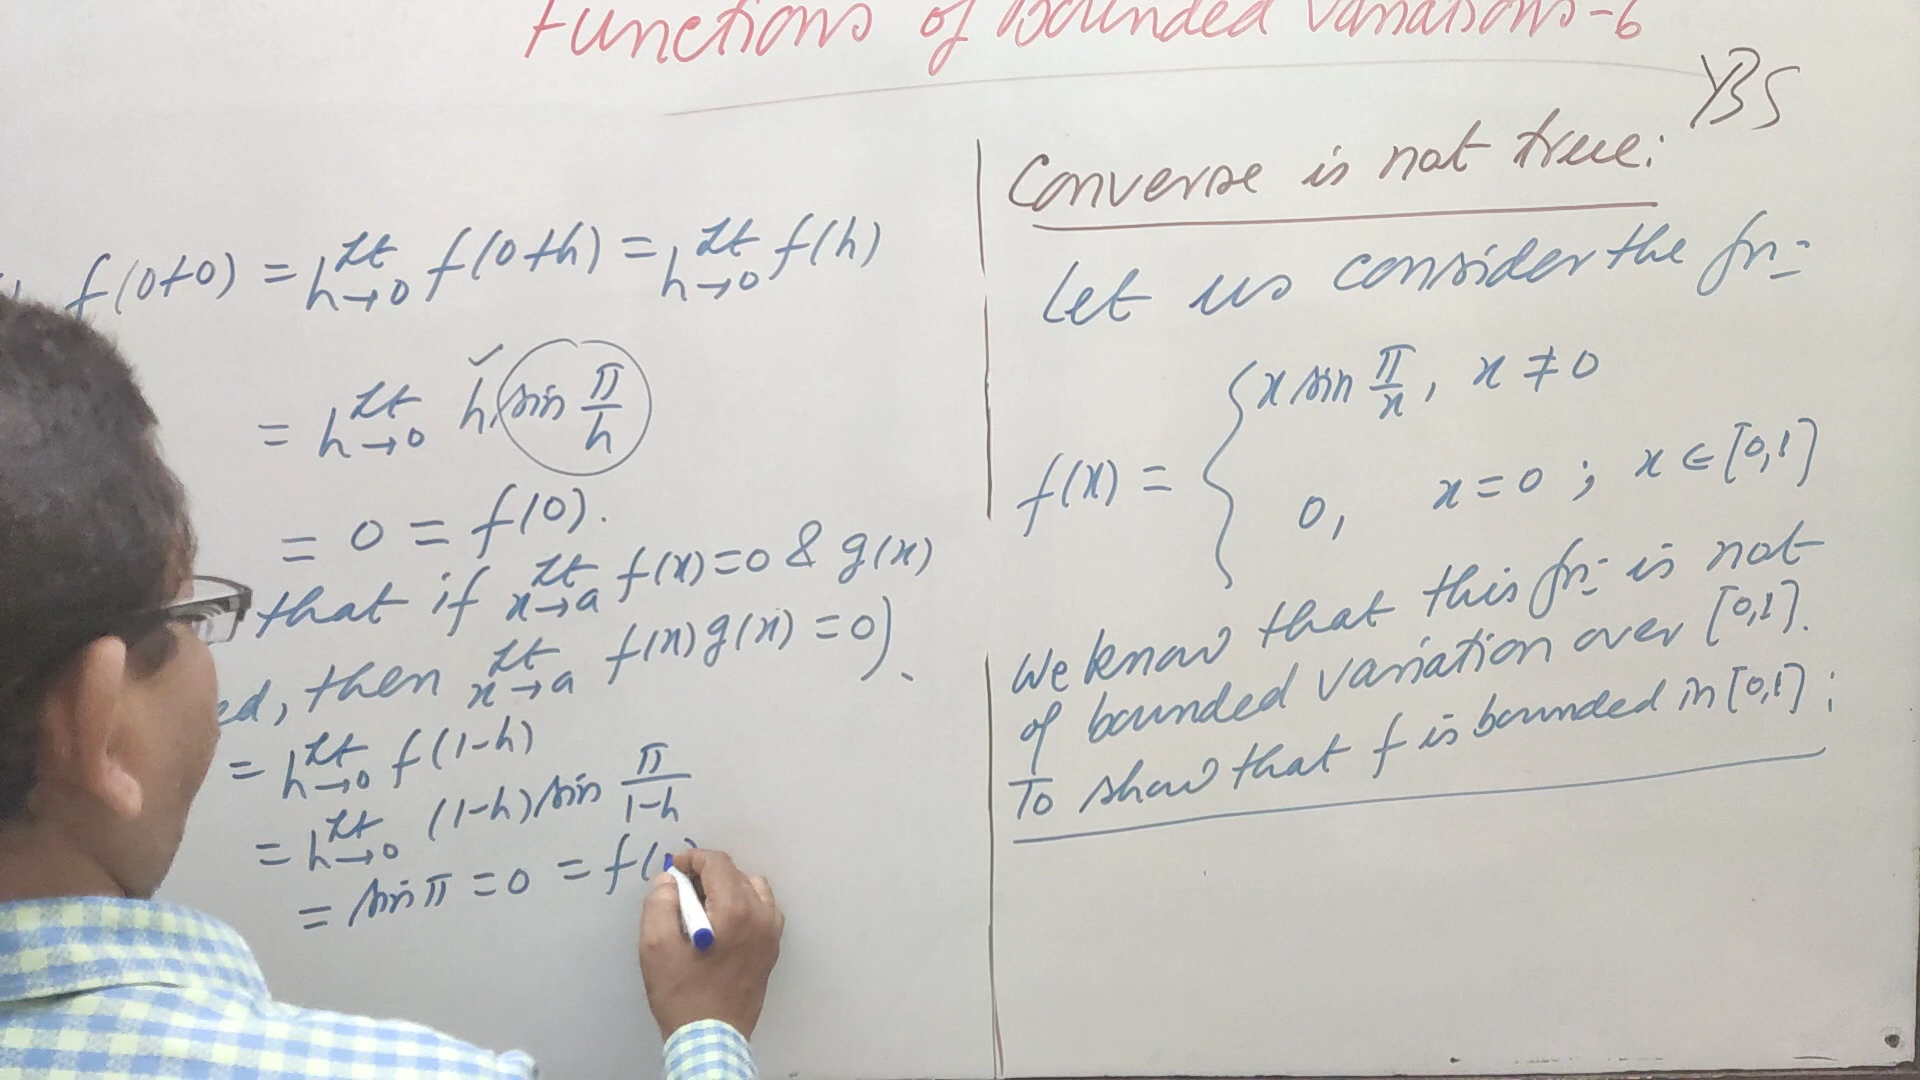 Functions of Bounded Variations-6
YBS
f(0+0) = lt h→0 f(0+h) = lt h→0 f(h)
= lt h→0 h sin π/h
= 0 = f(0).
that if lt x→a f(x)=0 & g(x)
ed, then lt x→a f(x)g(x) = 0)
= lt h→0 f(1-h)
= lt h→0 (1-h) sin π/(1-h)
= sin π = 0 = f(
Converse is not true:
Let us consider the fn:
f(x) = { x sin π/x, x ≠ 0
0, x = 0 ; x ∈ [0,1]
We know that this fn: is not
of bounded variation over [0,1].
To show that f is bounded in [0,1] :